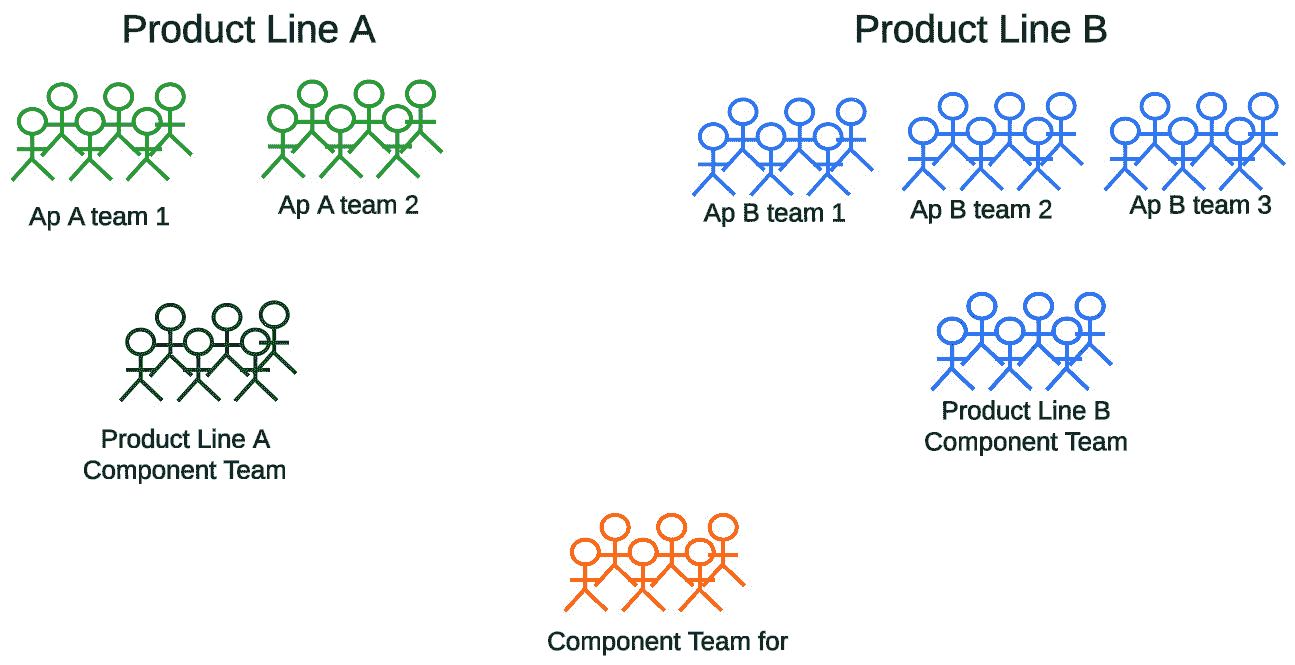 Product Line A
Product Line B
Ap A team 1
Ap A team 2
Ap B team 1
Ap B team 2
Ap B team 3
Product Line A
Component Team
Product Line B
Component Team
Component Team for